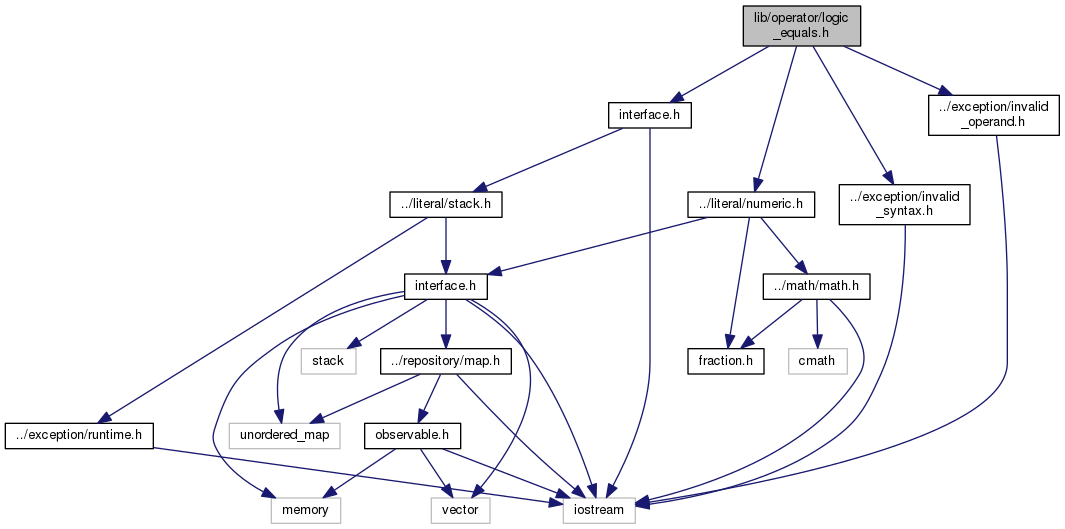 lib/operator/logic
_equals.h
interface.h
../exception/invalid
_operand.h
../literal/stack.h
../literal/numeric.h
../exception/invalid
_syntax.h
interface.h
../math/math.h
stack
../repository/map.h
fraction.h
cmath
../exception/runtime.h
unordered_map
observable.h
memory
vector
iostream